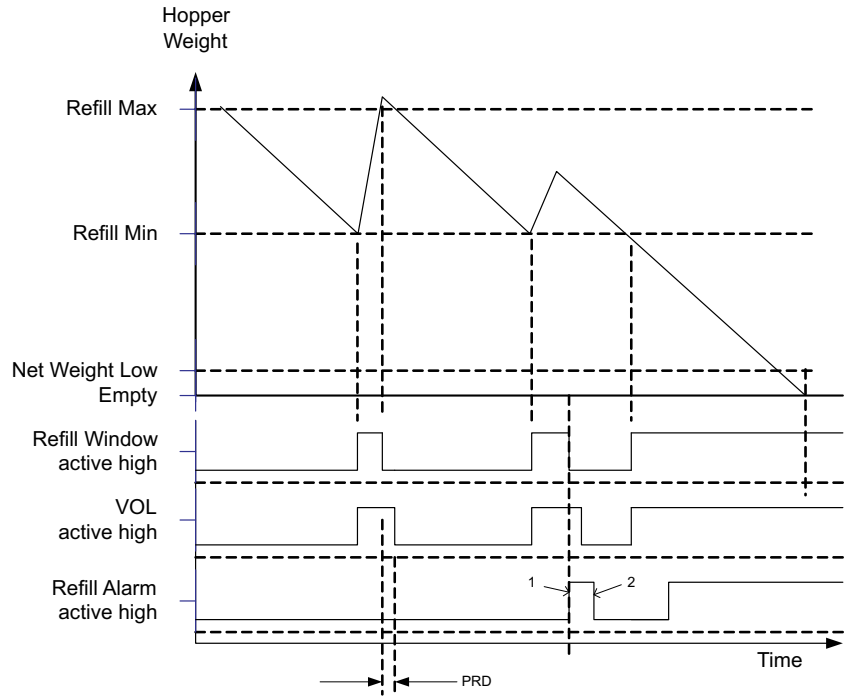 Hopper
Weight
Refill Max
Refill Min
Net Weight Low
Empty
Refill Window
active high
VOL
active high
Refill Alarm
active high
1
2
Time
PRD